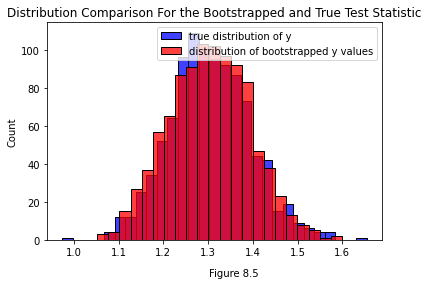 Distribution Comparison For the Bootstrapped and True Test Statistic
true distribution of y
distribution of bootstrapped y values
100
80
60
40
20
0
Count
1.0 1.1 1.2 1.3 1.4 1.5 1.6
Figure 8.5